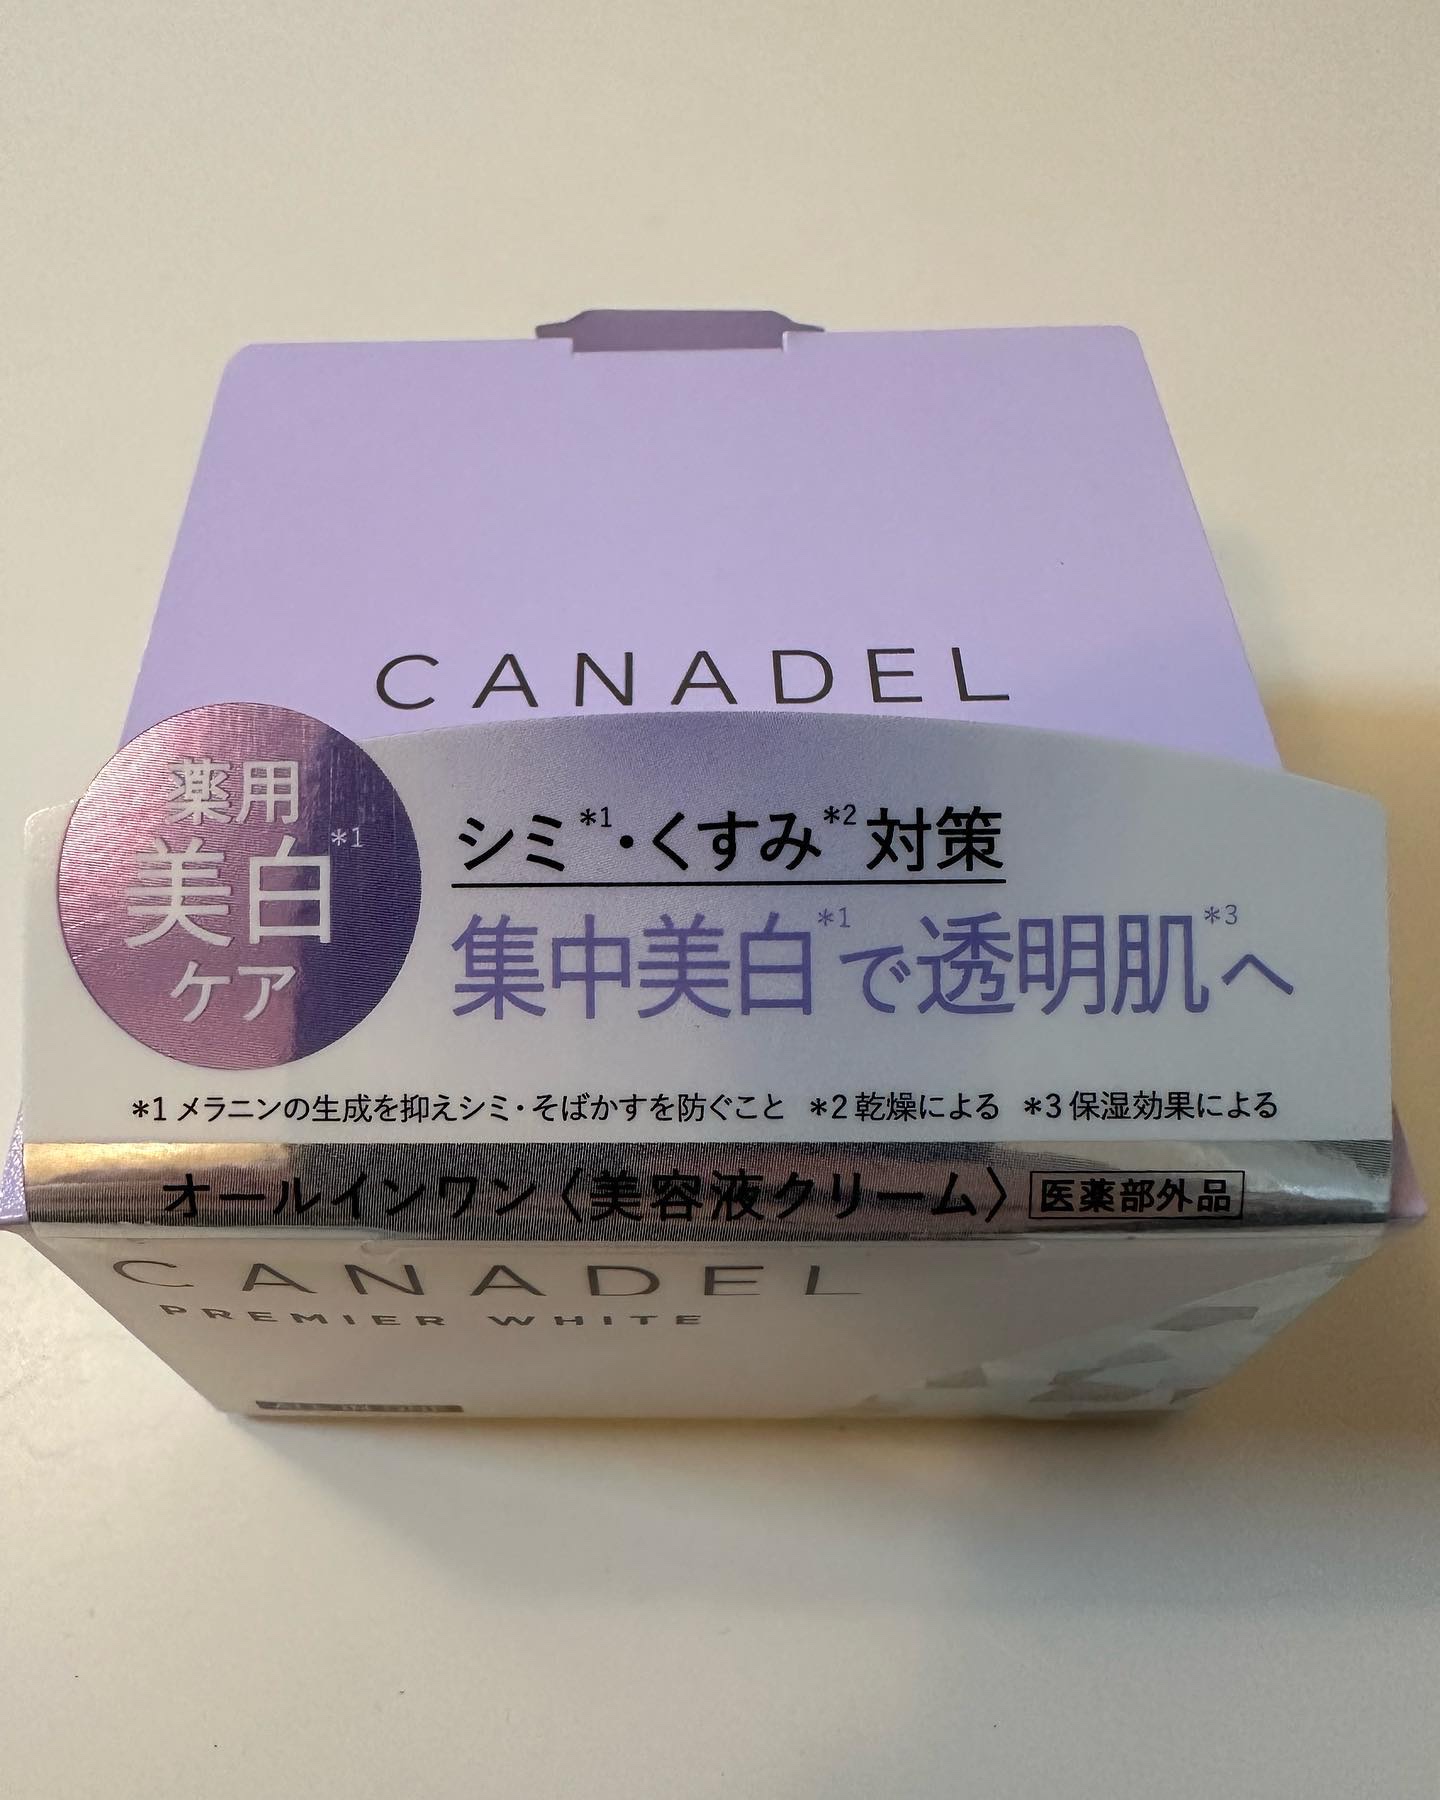 CANADEL
薬用
美白*1
ケア
シミ*1・くすみ*2対策
集中美白*1で透明肌*3へ
*1 メラニンの生成を抑えシミ・そばかすを防ぐこと *2 乾燥による *3 保湿効果による
オールインワン〈美容液クリーム〉 医薬部外品
CANADEL
PREMIER WHITE
ALL IN ONE